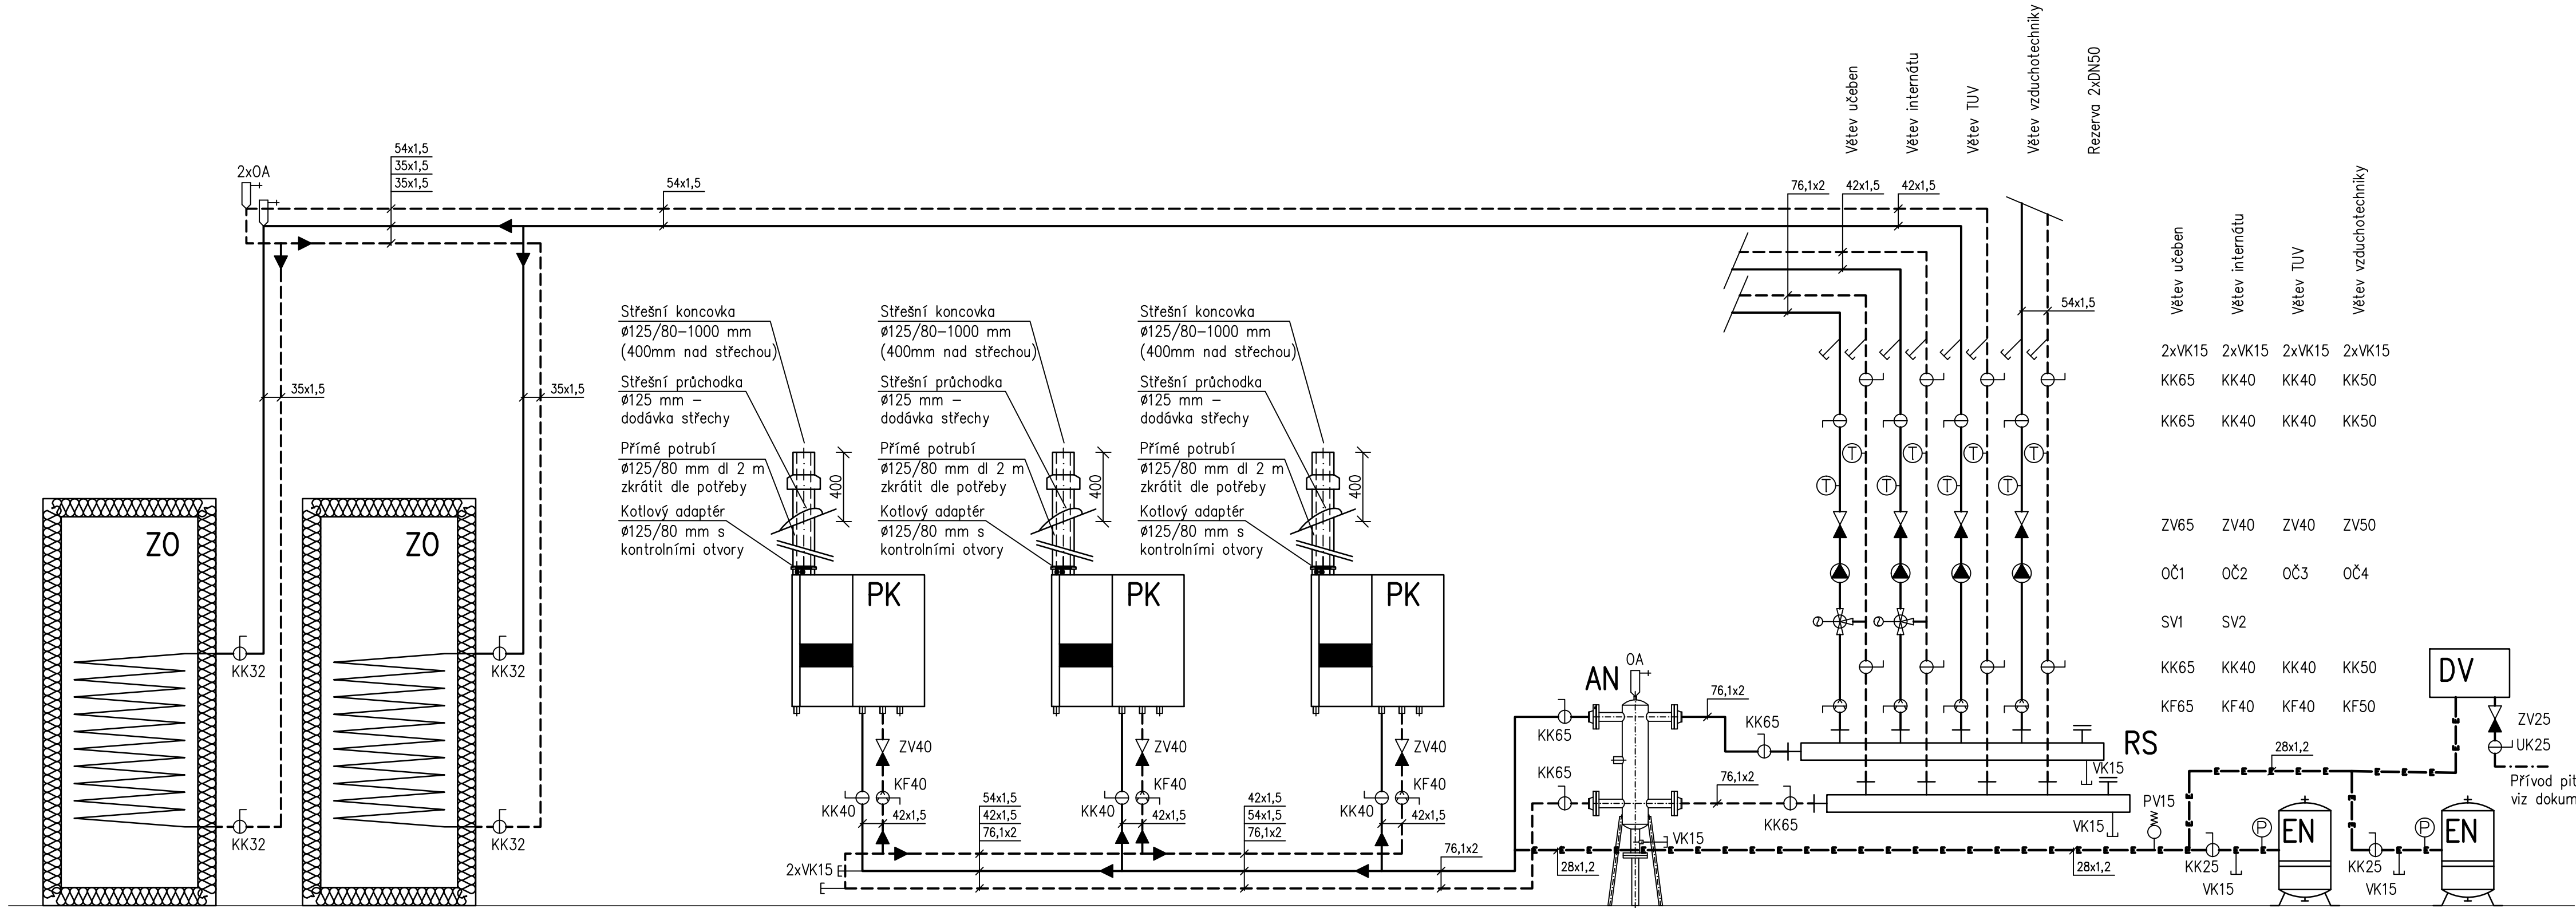 Větev učeben
Větev internátu
Větev TUV
Větev vzduchotechniky
Rezerva 2xDN50
2xOA
54x1,5
35x1,5
35x1,5
54x1,5
76,1x2
42x1,5
42x1,5
54x1,5
35x1,5
35x1,5
Větev učeben
Větev internátu
Větev TUV
Větev vzduchotechniky
2xVK15 2xVK15 2xVK15 2xVK15
KK65 KK40 KK40 KK50
KK65 KK40 KK40 KK50
ZV65 ZV40 ZV40 ZV50
OČ1 OČ2 OČ3 OČ4
SV1 SV2
KK65 KK40 KK40 KK50
KF65 KF40 KF40 KF50
Střešní koncovka
ø125/80-1000 mm
(400mm nad střechou)
Střešní průchodka
ø125 mm –
dodávka střechy
Přímé potrubí
ø125/80 mm dl 2 m
zkrátit dle potřeby
Kotlový adaptér
ø125/80 mm s
kontrolními otvory
400
Střešní koncovka
ø125/80-1000 mm
(400mm nad střechou)
Střešní průchodka
ø125 mm –
dodávka střechy
Přímé potrubí
ø125/80 mm dl 2 m
zkrátit dle potřeby
Kotlový adaptér
ø125/80 mm s
kontrolními otvory
400
Střešní koncovka
ø125/80-1000 mm
(400mm nad střechou)
Střešní průchodka
ø125 mm –
dodávka střechy
Přímé potrubí
ø125/80 mm dl 2 m
zkrátit dle potřeby
Kotlový adaptér
ø125/80 mm s
kontrolními otvory
400
T
T
T
T
T
T
T
T
ZO
ZO
KK32
KK32
KK32
KK32
PK
PK
PK
ZV40
KF40
KK40
42x1,5
ZV40
KF40
KK40
42x1,5
ZV40
KF40
KK40
42x1,5
54x1,5
42x1,5
76,1x2
42x1,5
54x1,5
76,1x2
76,1x2
2xVK15
AN
OA
KK65
76,1x2
KK65
KK65
76,1x2
KK65
VK15
28x1,2
RS
VK15
VK15
PV15
28x1,2
28x1,2
DV
ZV25
UK25
Přívod pit
viz dokum
P
EN
KK25
VK15
P
EN
KK25
VK15